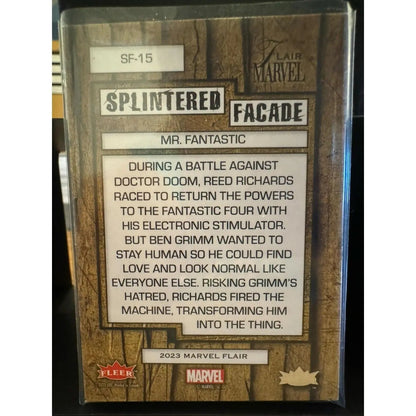 SF-15
Flair
MARVEL
SPLINTERED FACADE
MR. FANTASTIC
DURING A BATTLE AGAINST
DOCTOR DOOM, REED RICHARDS
RACED TO RETURN THE POWERS
TO THE FANTASTIC FOUR WITH
HIS ELECTRONIC STIMULATOR.
BUT BEN GRIMM WANTED TO
STAY HUMAN SO HE COULD FIND
LOVE AND LOOK NORMAL LIKE
EVERYONE ELSE. RISKING GRIMM'S
HATRED, RICHARDS FIRED THE
MACHINE, TRANSFORMING HIM
INTO THE THING.
2023 MARVEL FLAIR
FLEER
MARVEL